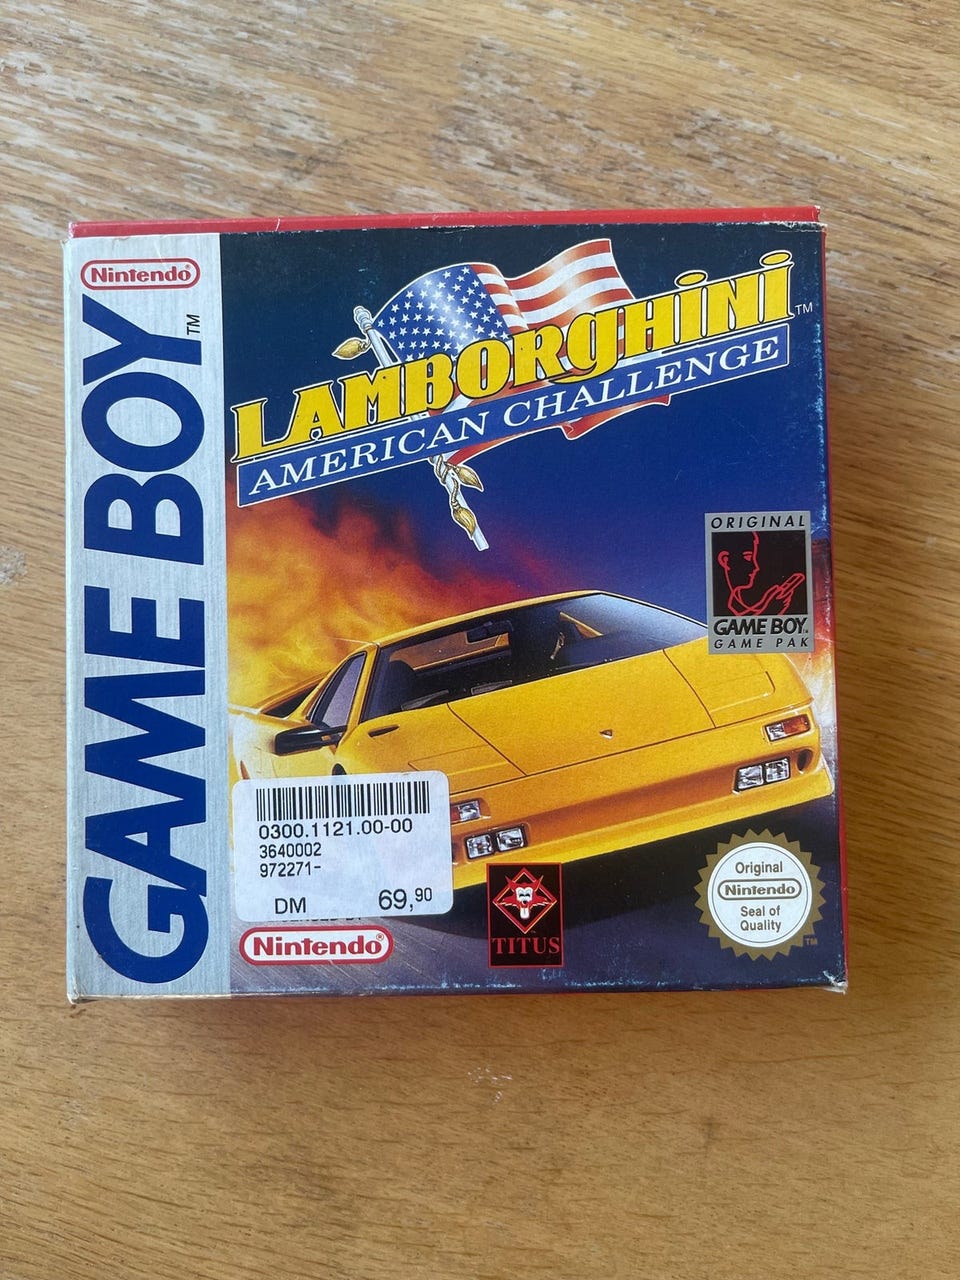 Nintendo®
GAME BOY™
LAMBORGHINI™
AMERICAN CHALLENGE
ORIGINAL
GAME BOY
GAME PAK
0300.1121.00-00
3640002
972271-
DM 69,90
Nintendo®
TITUS
Original
Nintendo
Seal of
Quality
TM